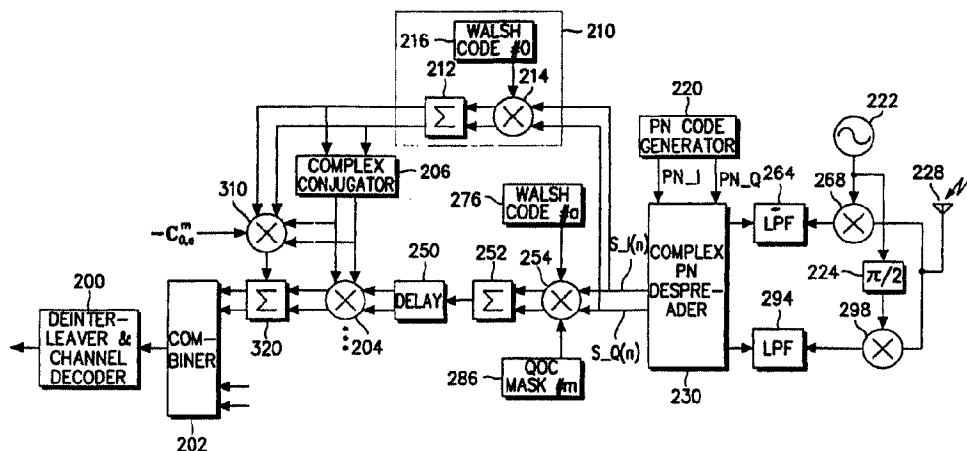 216
WALSH
CODE #0
210
212
214
Σ
220
PN CODE
GENERATOR
222
COMPLEX
CONJUGATOR
206
276
WALSH
CODE #a
PN_I
PN_Q
264
268
228
LPF
310
-C^m_{0,e}
250
252
254
S_I(n)
COMPLEX
PN
DESPRE-
ADER
224
π/2
200
DEINTER-
LEAVER &
CHANNEL
DECODER
COM-
BINER
Σ
320
204
DELAY
Σ
S_Q(n)
294
LPF
298
286
QOC
MASK #m
230
202